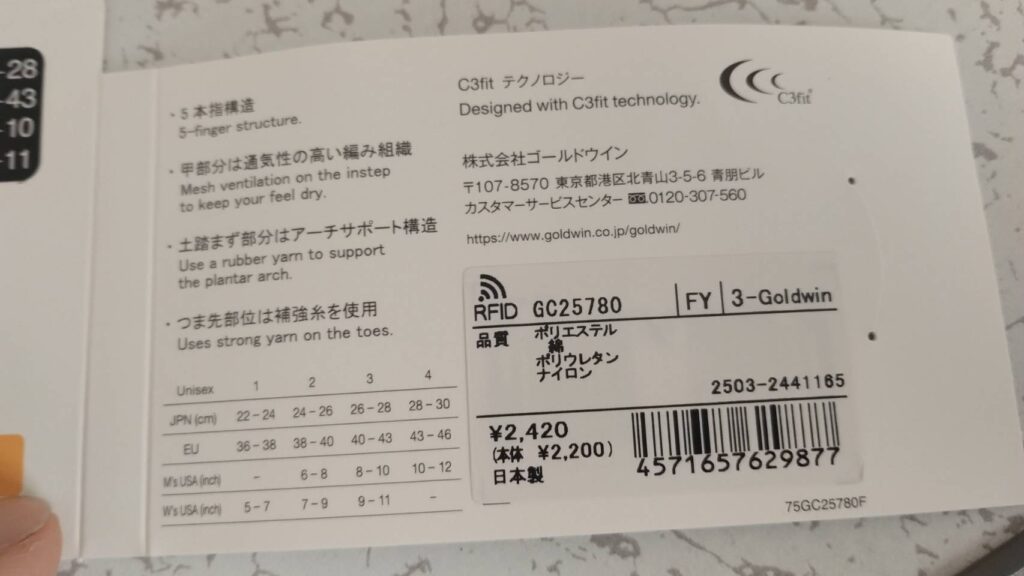 -28
-43
-10
-11
・5本指構造
5-finger structure.
・甲部分は通気性の高い編み組織
Mesh ventilation on the instep
to keep your feel dry.
・土踏まず部分はアーチサポート構造
Use a rubber yarn to support
the plantar arch.
・つま先部位は補強糸を使用
Uses strong yarn on the toes.
Unisex 1 2 3 4
JPN (cm) 22-24 24-26 26-28 28-30
EU 36-38 38-40 40-43 43-46
M's USA (inch) - 6-8 8-10 10-12
W's USA (inch) 5-7 7-9 9-11 -
C3fit テクノロジー
Designed with C3fit technology.
C3fit®
株式会社ゴールドウイン
〒107-8570 東京都港区北青山3-5-6 青朋ビル
カスタマーサービスセンター 0120-307-560
https://www.goldwin.co.jp/goldwin/
RFID GC25780 FY 3-Goldwin
品質 ポリエステル
綿
ポリウレタン
ナイロン
2503-2441185
¥2,420
(本体 ¥2,200)
日本製
4571657629877
75GC25780F